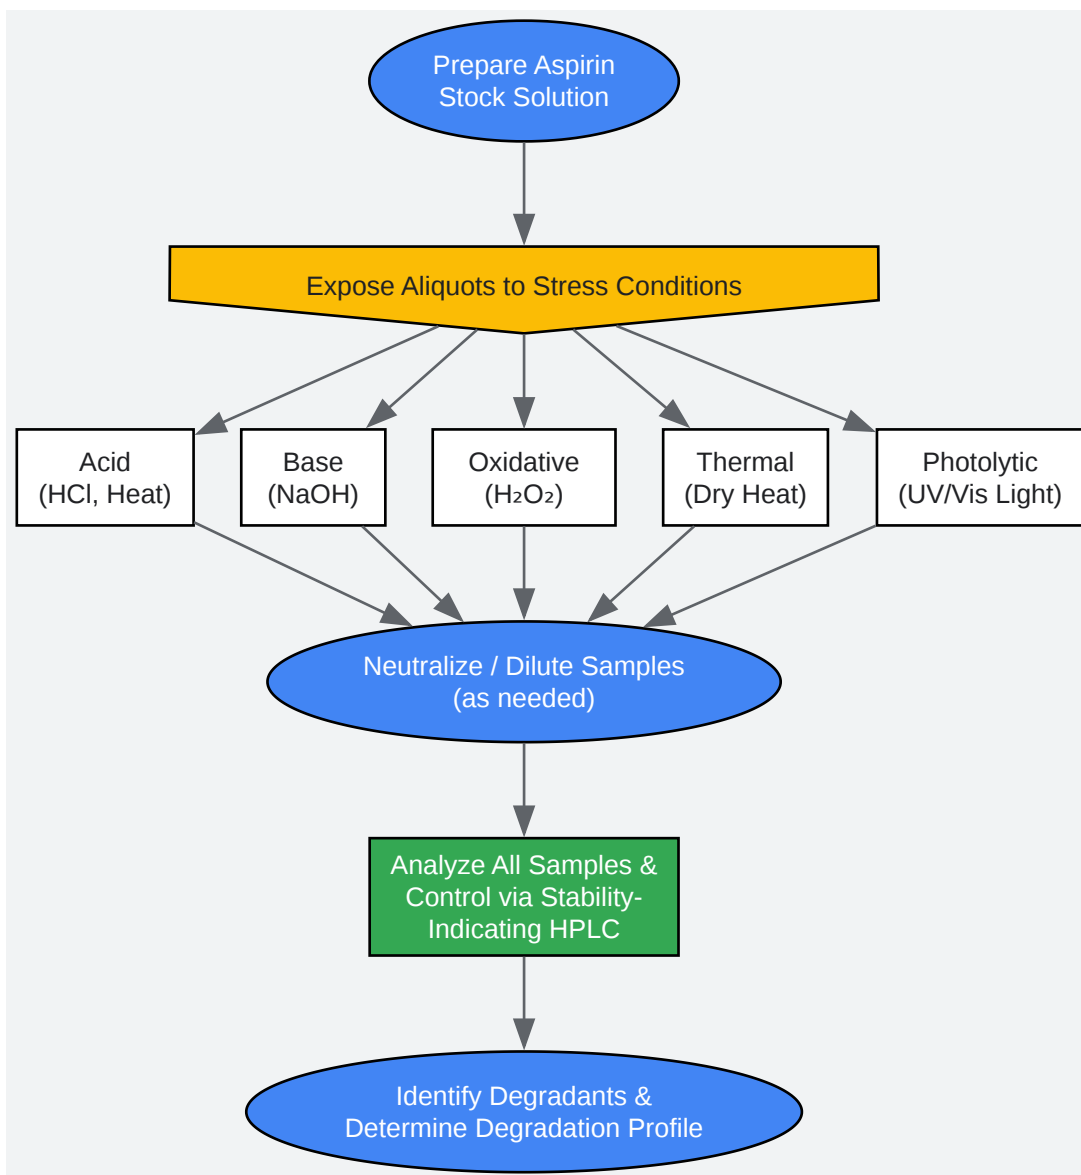 Prepare Aspirin
Stock Solution
Expose Aliquots to Stress Conditions
Acid
(HCl, Heat)
Base
(NaOH)
Oxidative
(H₂O₂)
Thermal
(Dry Heat)
Photolytic
(UV/Vis Light)
Neutralize / Dilute Samples
(as needed)
Analyze All Samples &
Control via Stability-
Indicating HPLC
Identify Degradants &
Determine Degradation Profile